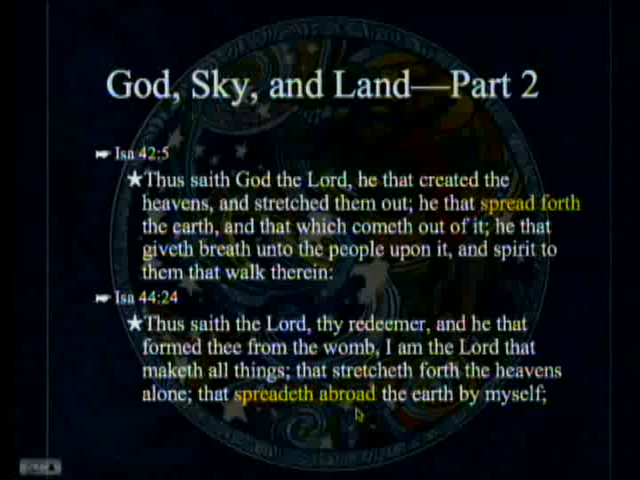 God, Sky, and Land—Part 2
Isa 42:5
Thus saith God the Lord, he that created the
heavens, and stretched them out; he that spread forth
the earth, and that which cometh out of it; he that
giveth breath unto the people upon it, and spirit to
them that walk therein:
Isa 44:24
Thus saith the Lord, thy redeemer, and he that
formed thee from the womb, I am the Lord that
maketh all things; that stretcheth forth the heavens
alone; that spreadeth abroad the earth by myself;